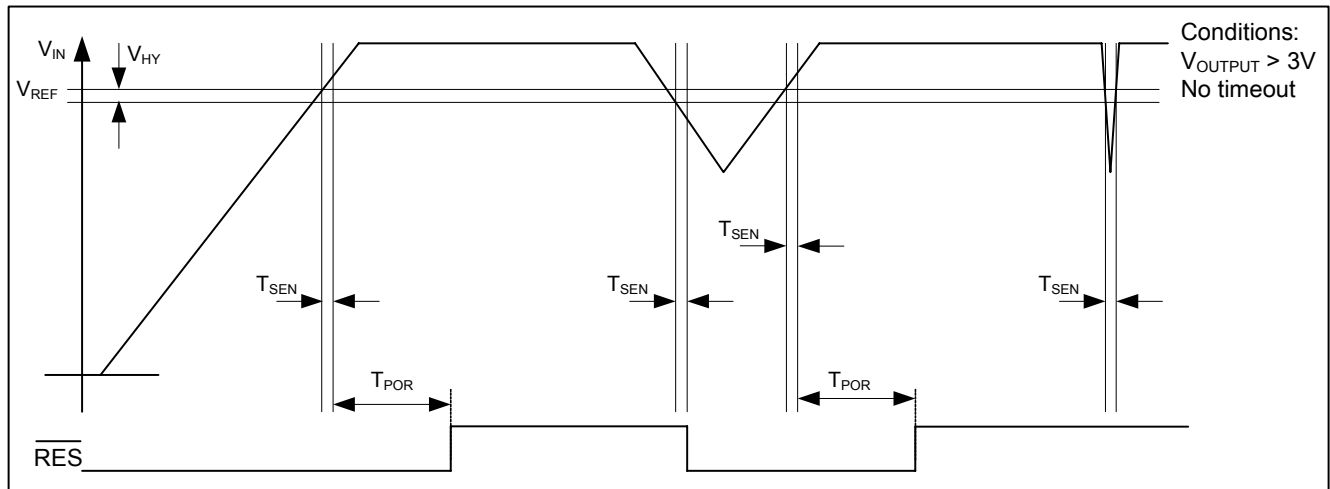 Conditions:
V_OUTPUT > 3V
No timeout
V_IN
V_HY
V_REF
T_SEN
T_SEN
T_SEN
T_SEN
T_POR
T_POR
RES